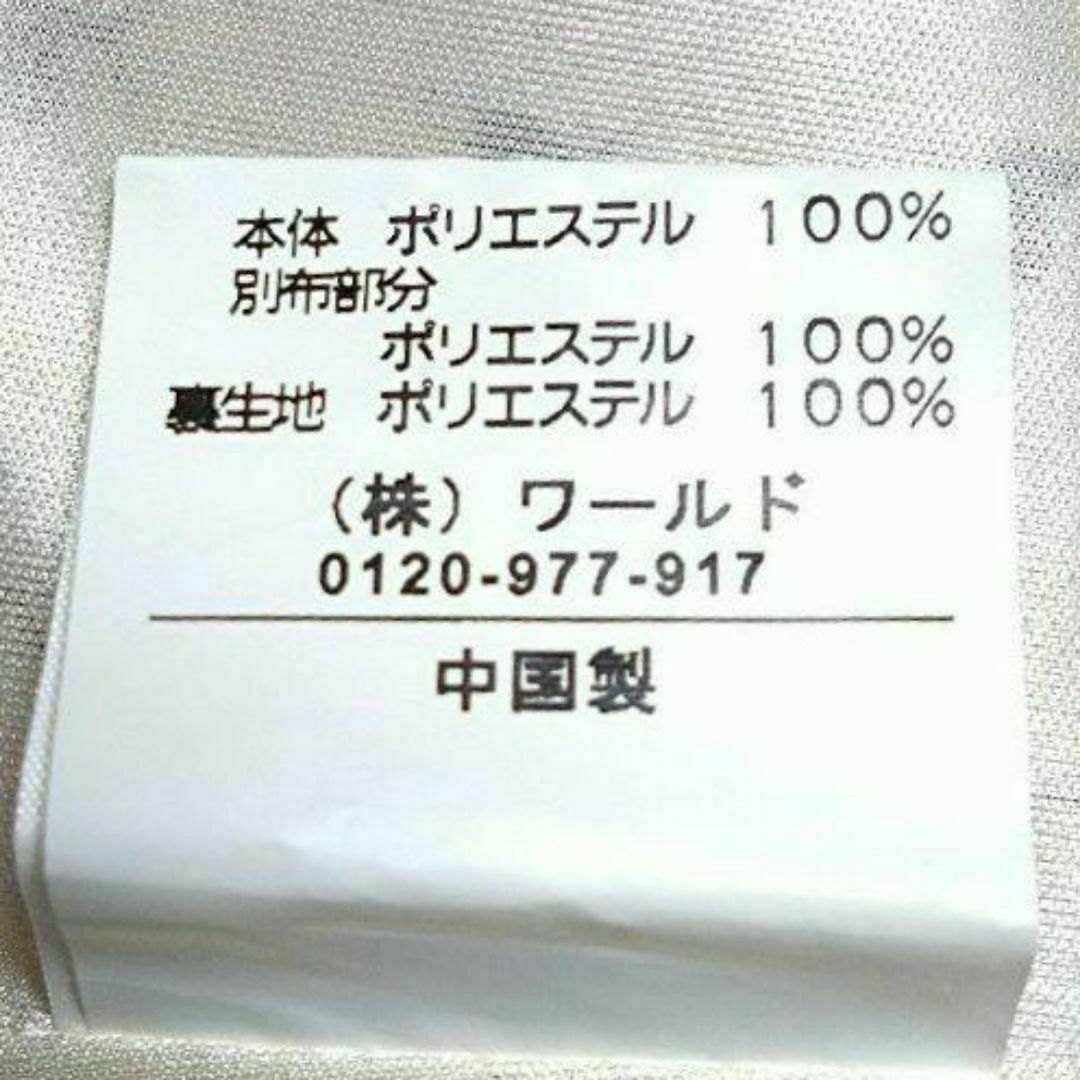 本体 ポリエステル 100%
別布部分
ポリエステル 100%
裏生地 ポリエステル 100%
(株) ワールド
0120-977-917
中国製